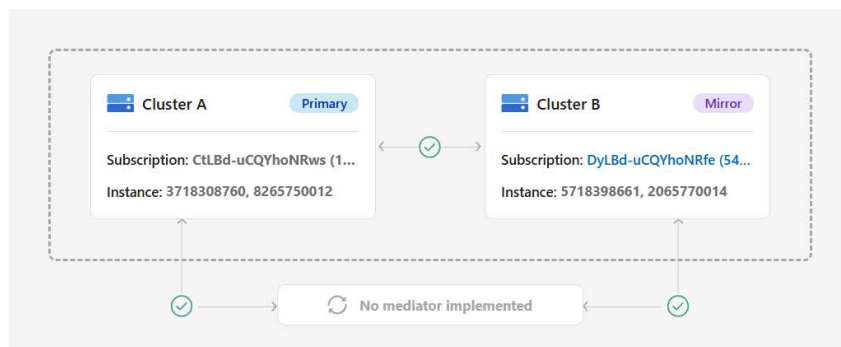 Cluster A
Primary
Subscription: CtLBd-uCQYhoNRws (1...
Instance: 3718308760, 8265750012
Cluster B
Mirror
Subscription: DyLBd-uCQYhoNRfe (54...
Instance: 5718398661, 2065770014
No mediator implemented